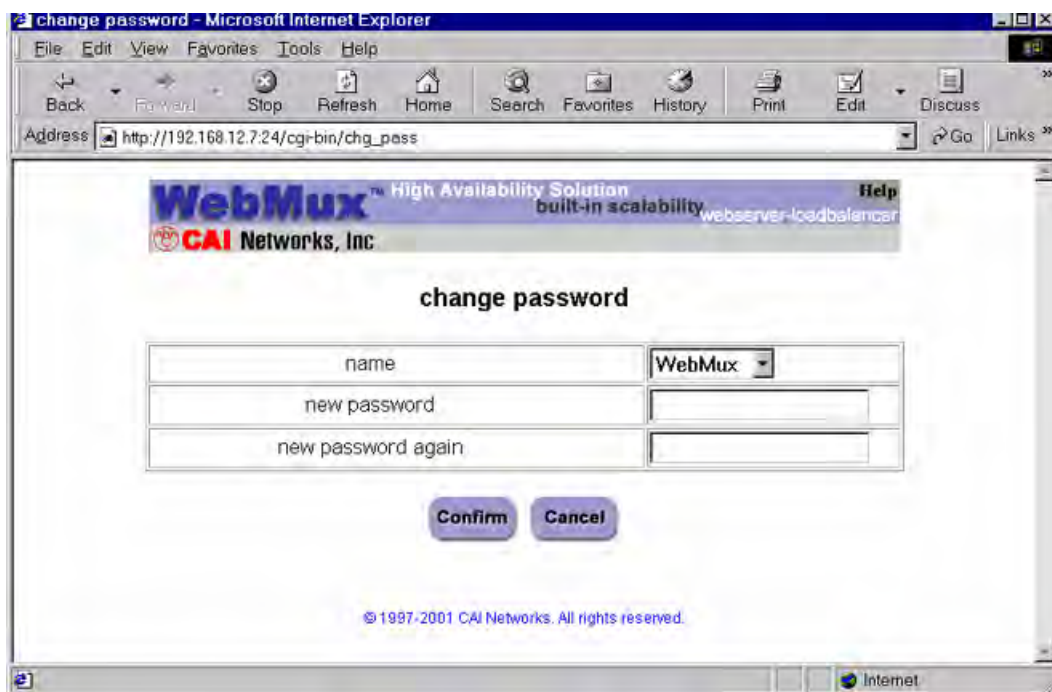 change password - Microsoft Internet Explorer
File Edit View Favorites Tools Help
Back Forward Stop Refresh Home Search Favorites History Print Edit Discuss »
Address http://192.168.12.7:24/cgi-bin/chg_pass Go Links »
WebMux™ High Availability Solution Help
built-in scalability webserver-loadbalancer
CAI Networks, Inc
change password
name WebMux
new password
new password again
Confirm Cancel
© 1997-2001 CAI Networks. All rights reserved.
Internet